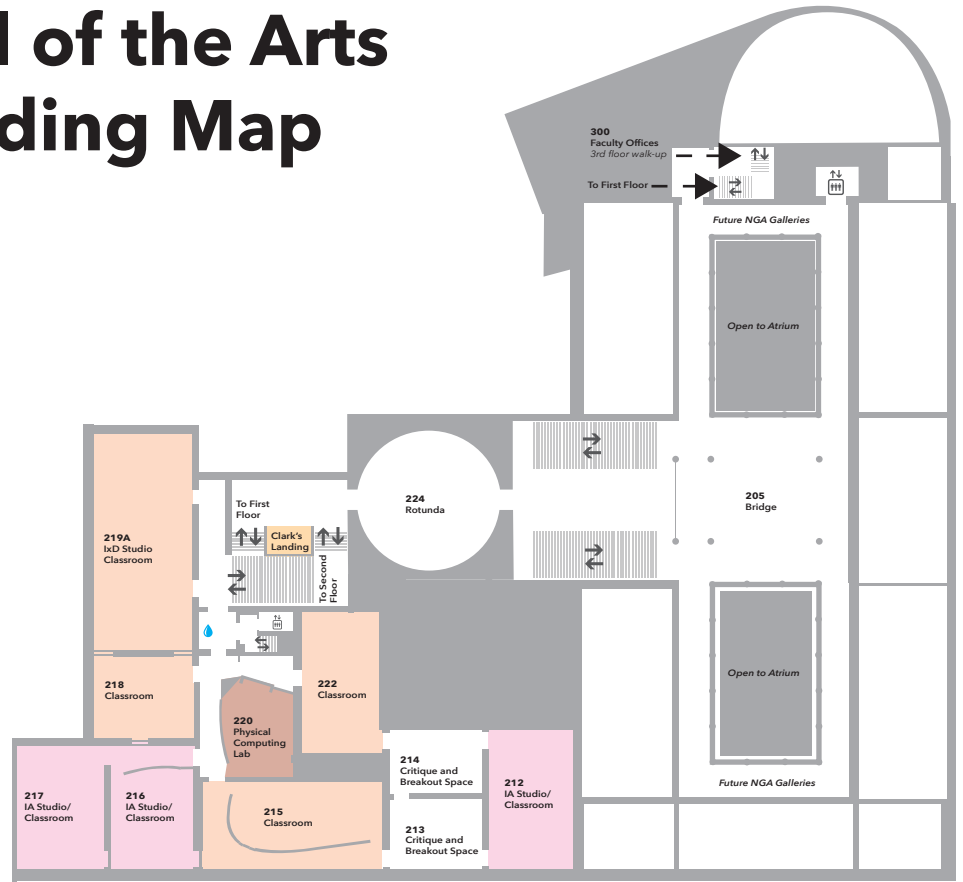 of the Arts
ding Map
300
Faculty Offices
3rd floor walk-up
To First Floor
Future NGA Galleries
Open to Atrium
224
Rotunda
205
Bridge
To First
Floor
Clark's
Landing
To Second
Floor
219A
IxD Studio
Classroom
218
Classroom
222
Classroom
220
Physical
Computing
Lab
Open to Atrium
214
Critique and
Breakout Space
212
IA Studio/
Classroom
Future NGA Galleries
217
IA Studio/
Classroom
216
IA Studio/
Classroom
215
Classroom
213
Critique and
Breakout Space